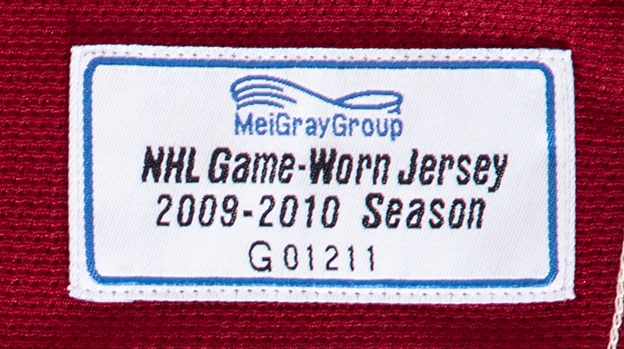 MeiGrayGroup
NHL Game-Worn Jersey
2009-2010 Season
G01211